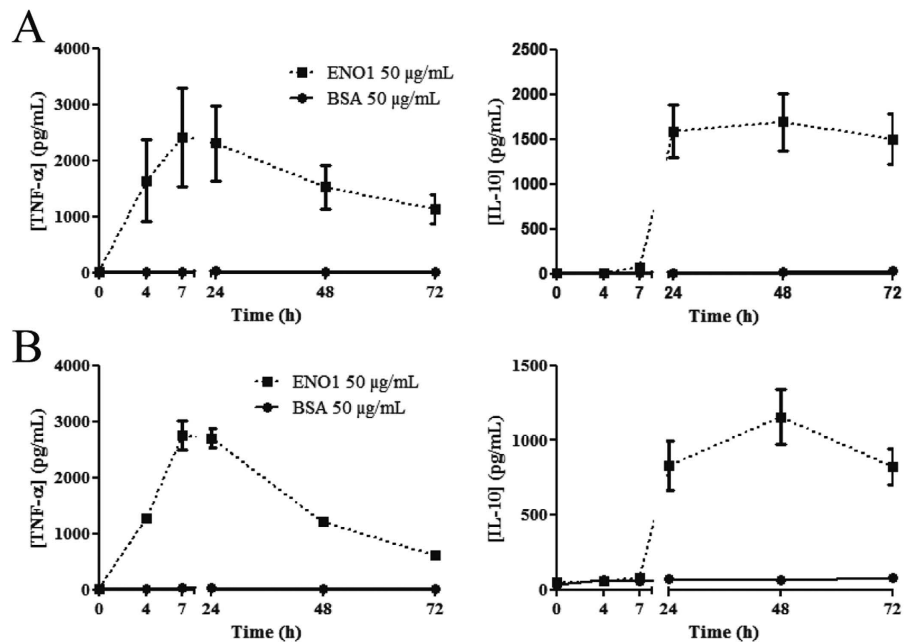 A
[TNF-α] (pg/mL)
4000
3000
2000
1000
0
0 4 7 24 48 72
Time (h)
ENO1 50 µg/mL
BSA 50 µg/mL
[IL-10] (pg/mL)
2500
2000
1500
1000
500
0
0 4 7 24 48 72
Time (h)
B
[TNF-α] (pg/mL)
4000
3000
2000
1000
0
0 4 7 24 48 72
Time (h)
ENO1 50 µg/mL
BSA 50 µg/mL
[IL-10] (pg/mL)
1500
1000
500
0
0 4 7 24 48 72
Time (h)